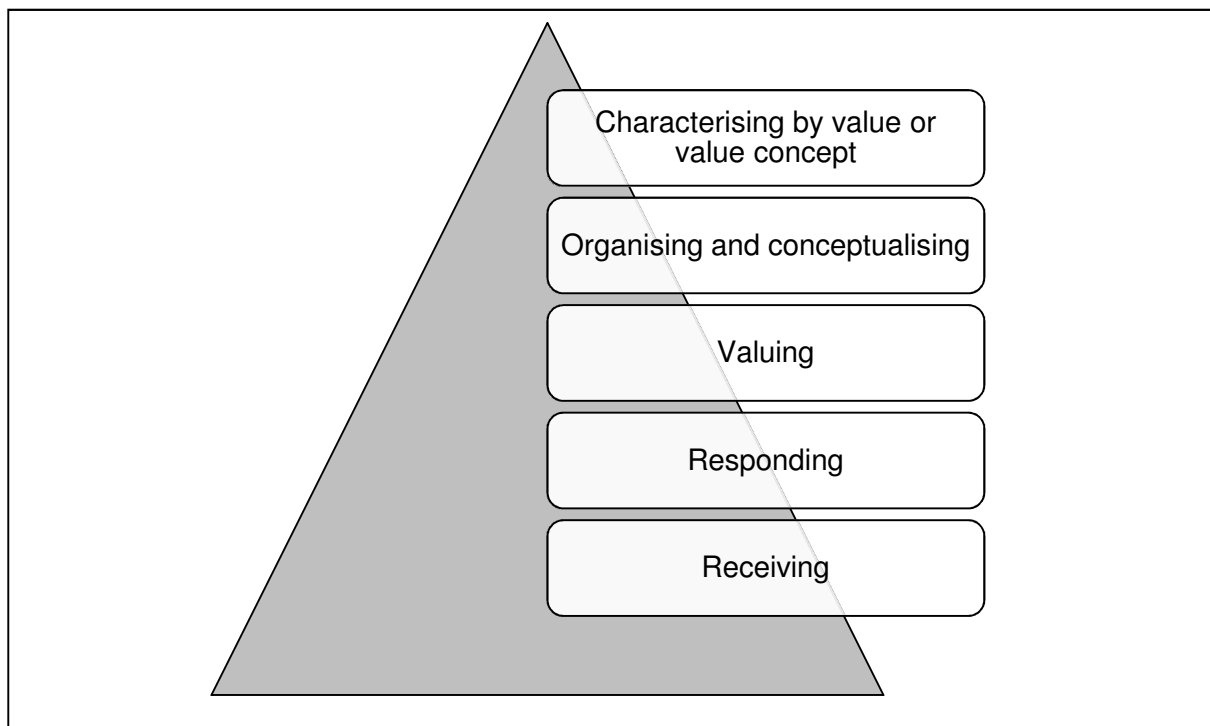 Characterising by value or
value concept
Organising and conceptualising
Valuing
Responding
Receiving